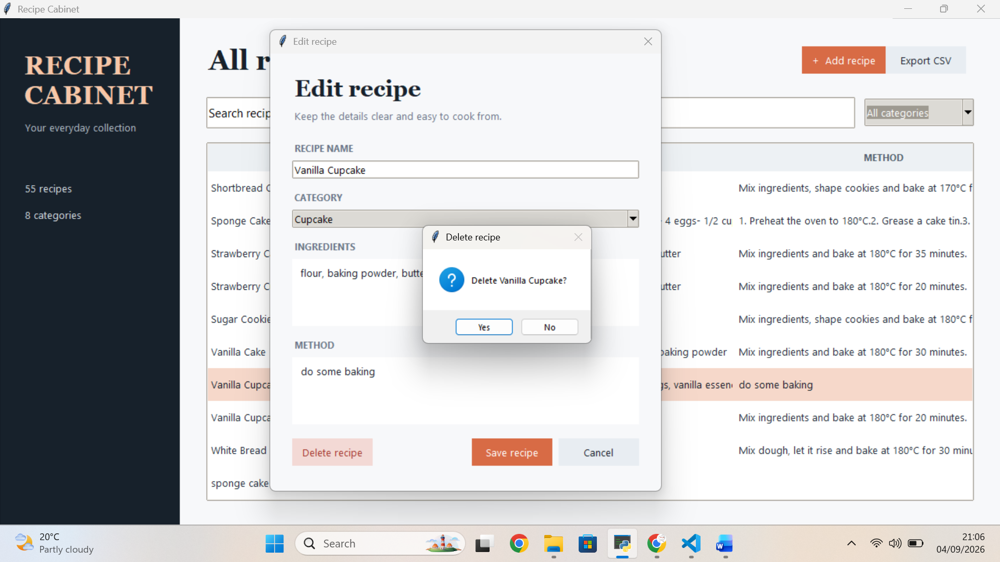 Recipe Cabinet
RECIPE
CABINET
Your everyday collection
55 recipes
8 categories
All r
+ Add recipe
Export CSV
Search recip
All categories
METHOD
Shortbread C
Mix ingredients, shape cookies and bake at 170°C f
Sponge Cake
4 eggs- 1/2 cu
1. Preheat the oven to 180°C.2. Grease a cake tin.3.
Strawberry C
utter
Mix ingredients and bake at 180°C for 35 minutes.
Strawberry C
utter
Mix ingredients and bake at 180°C for 20 minutes.
Sugar Cookie
Mix ingredients, shape cookies and bake at 180°C f
Vanilla Cake
baking powder
Mix ingredients and bake at 180°C for 30 minutes.
Vanilla Cupca
gs, vanilla essen
do some baking
Vanilla Cupca
Mix ingredients and bake at 180°C for 20 minutes.
White Bread
Mix dough, let it rise and bake at 180°C for 30 minu
sponge cake
Edit recipe
Edit recipe
Keep the details clear and easy to cook from.
RECIPE NAME
Vanilla Cupcake
CATEGORY
Cupcake
INGREDIENTS
flour, baking powder, butte
METHOD
do some baking
Delete recipe
Save recipe
Cancel
Delete recipe
Delete Vanilla Cupcake?
Yes
No
20°C
Partly cloudy
Search
21:06
04/09/2026